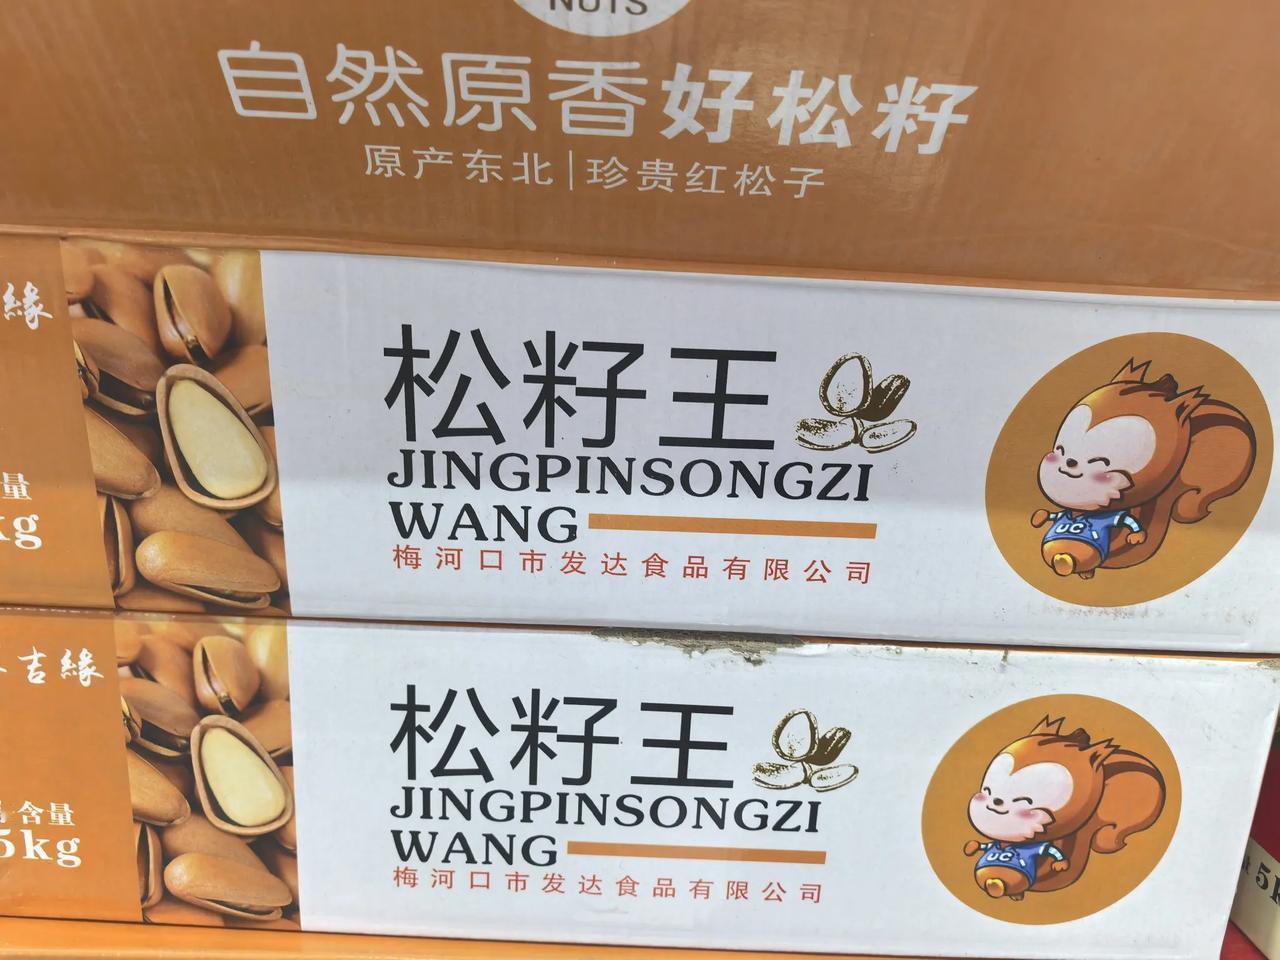 NUTS
自然原香好松籽
原产东北|珍贵红松子
緣
量
kg
松籽王
JINGPINSONGZI
WANG
梅河口市发达食品有限公司
UC
吉緣
含量
5kg
松籽王
JINGPINSONGZI
WANG
梅河口市发达食品有限公司
UC
5